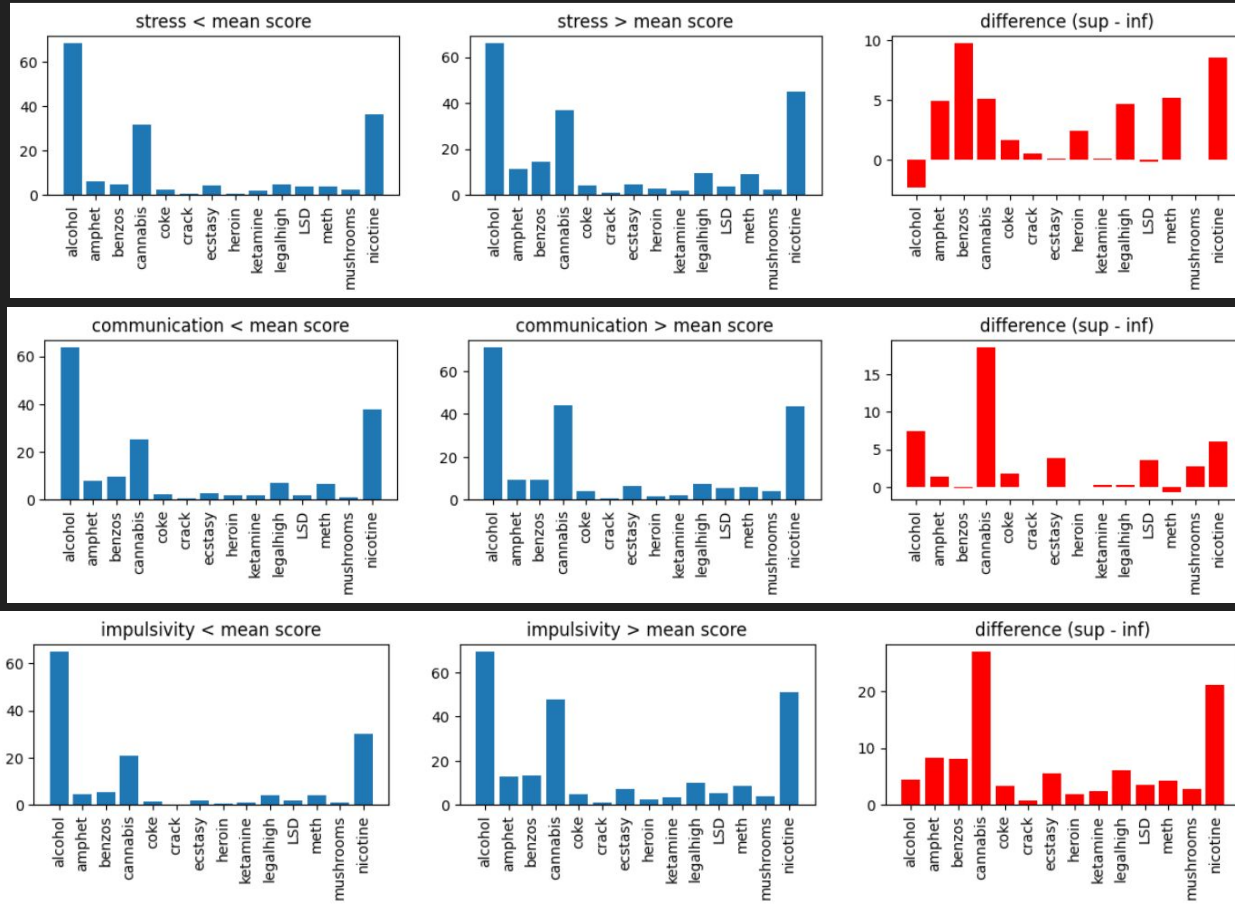 stress < mean score
stress > mean score
difference (sup - inf)
60
40
20
0
60
40
20
0
10
5
0
alcohol
amphet
benzos
cannabis
coke
crack
ecstasy
heroin
ketamine
legalhigh
LSD
meth
mushrooms
nicotine
alcohol
amphet
benzos
cannabis
coke
crack
ecstasy
heroin
ketamine
legalhigh
LSD
meth
mushrooms
nicotine
alcohol
amphet
benzos
cannabis
coke
crack
ecstasy
heroin
ketamine
legalhigh
LSD
meth
mushrooms
nicotine
communication < mean score
communication > mean score
difference (sup - inf)
60
40
20
0
60
40
20
0
15
10
5
0
alcohol
amphet
benzos
cannabis
coke
crack
ecstasy
heroin
ketamine
legalhigh
LSD
meth
mushrooms
nicotine
alcohol
amphet
benzos
cannabis
coke
crack
ecstasy
heroin
ketamine
legalhigh
LSD
meth
mushrooms
nicotine
alcohol
amphet
benzos
cannabis
coke
crack
ecstasy
heroin
ketamine
legalhigh
LSD
meth
mushrooms
nicotine
impulsivity < mean score
impulsivity > mean score
difference (sup - inf)
60
40
20
0
60
40
20
0
20
10
0
alcohol
amphet
benzos
cannabis
coke
crack
ecstasy
heroin
ketamine
legalhigh
LSD
meth
mushrooms
nicotine
alcohol
amphet
benzos
cannabis
coke
crack
ecstasy
heroin
ketamine
legalhigh
LSD
meth
mushrooms
nicotine
alcohol
amphet
benzos
cannabis
coke
crack
ecstasy
heroin
ketamine
legalhigh
LSD
meth
mushrooms
nicotine